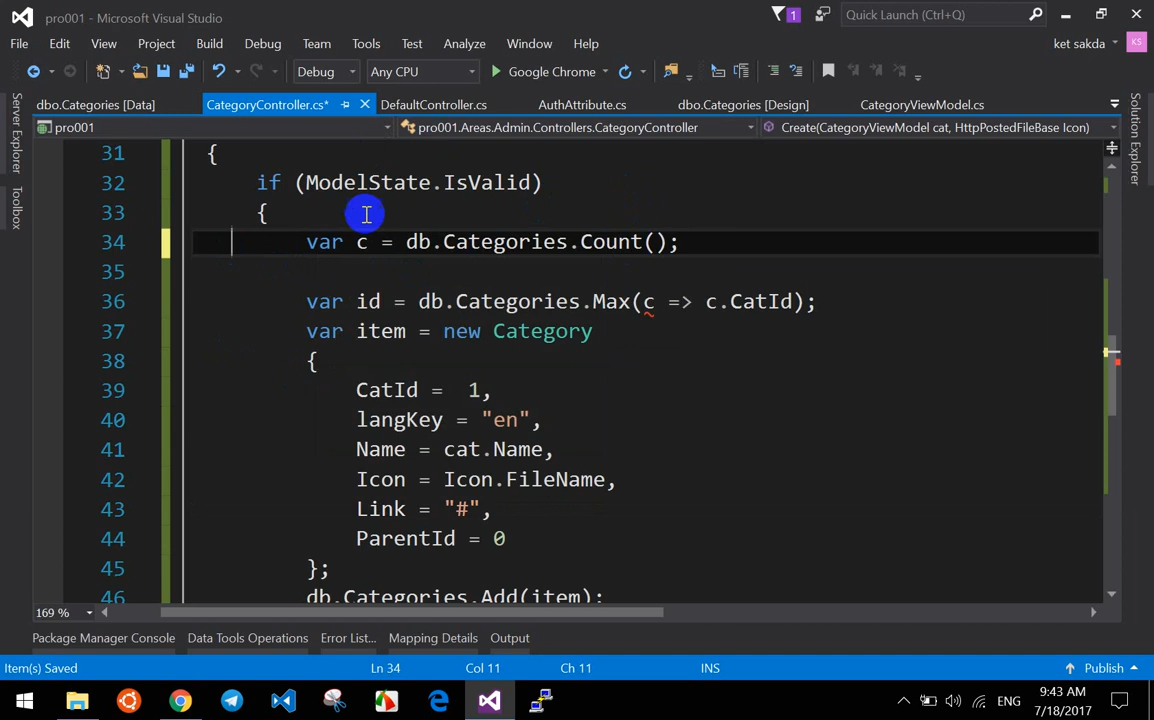 pro001 - Microsoft Visual Studio
1
Quick Launch (Ctrl+Q)
File Edit View Project Build Debug Team Tools Test Analyze Window Help
ket sakda
KS
Debug Any CPU Google Chrome
dbo.Categories [Data] CategoryController.cs* DefaultController.cs AuthAttribute.cs dbo.Categories [Design] CategoryViewModel.cs
pro001 pro001.Areas.Admin.Controllers.CategoryController Create(CategoryViewModel cat, HttpPostedFileBase Icon)
Server Explorer
Toolbox
Solution Explorer
31 {
32 if (ModelState.IsValid)
33 {
34 var c = db.Categories.Count();
35
36 var id = db.Categories.Max(c => c.CatId);
37 var item = new Category
38 {
39 CatId = 1,
40 langKey = "en",
41 Name = cat.Name,
42 Icon = Icon.FileName,
43 Link = "#",
44 ParentId = 0
45 };
46 db.Categories.Add(item);
169 %
Package Manager Console Data Tools Operations Error List... Mapping Details Output
Item(s) Saved Ln 34 Col 11 Ch 11 INS Publish
ENG
9:43 AM
7/18/2017